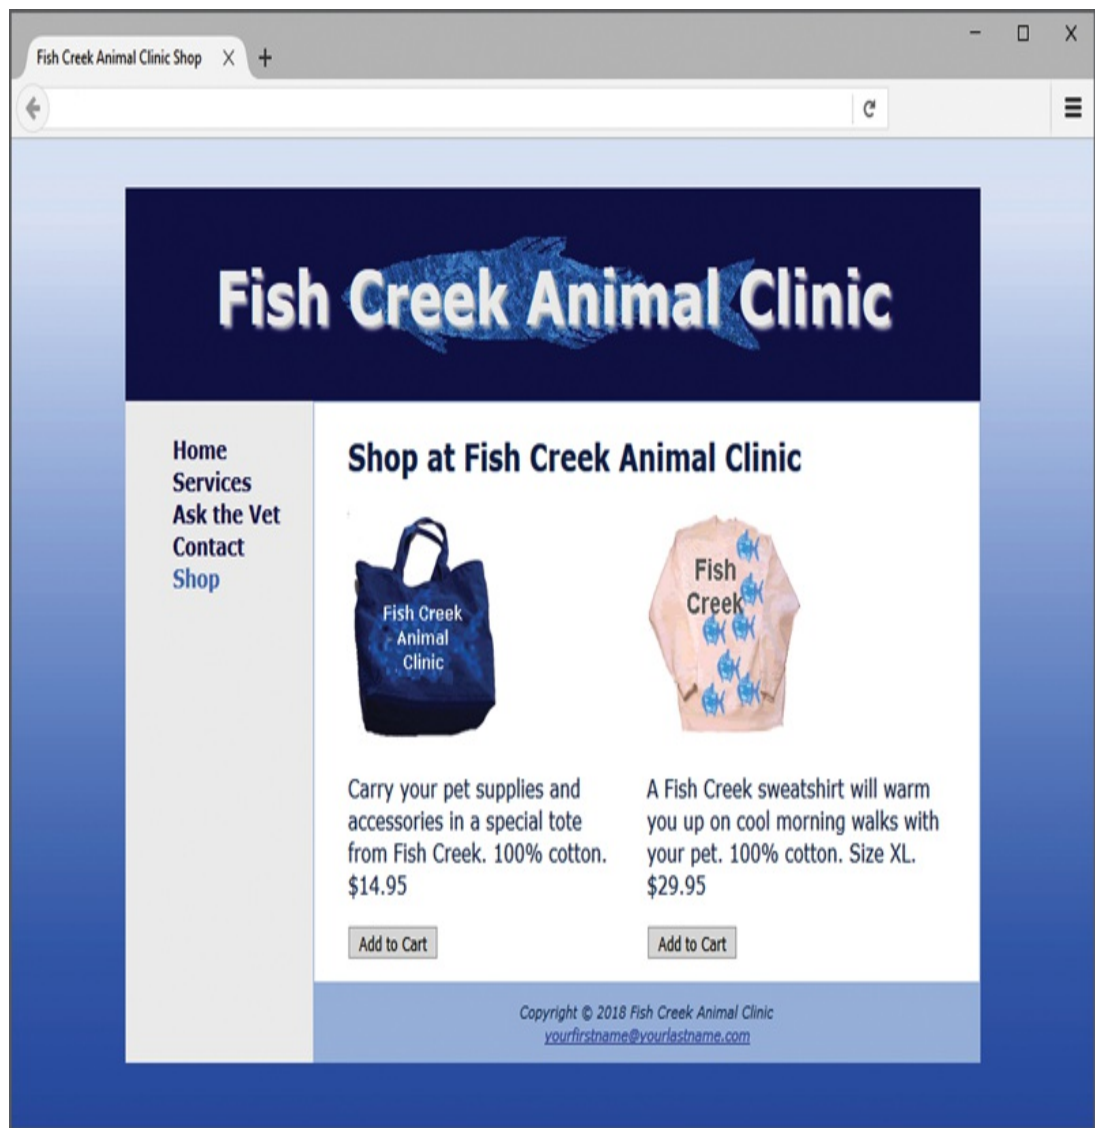 Fish Creek Animal Clinic Shop
Fish Creek Animal Clinic
Home
Services
Ask the Vet
Contact
Shop
Shop at Fish Creek Animal Clinic
Fish Creek
Animal
Clinic
Fish
Creek
Carry your pet supplies and
accessories in a special tote
from Fish Creek. 100% cotton.
$14.95
Add to Cart
A Fish Creek sweatshirt will warm
you up on cool morning walks with
your pet. 100% cotton. Size XL.
$29.95
Add to Cart
Copyright © 2018 Fish Creek Animal Clinic
yourfirstname@yourlastname.com